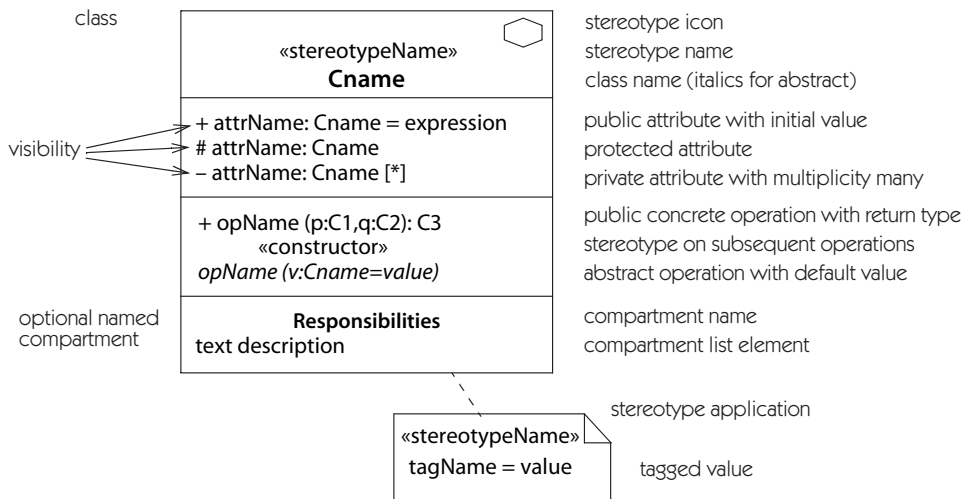 class
stereotype icon
«stereotypeName»
stereotype name
Cname
class name (italics for abstract)
+ attrName: Cname = expression
public attribute with initial value
visibility
# attrName: Cname
protected attribute
– attrName: Cname [*]
private attribute with multiplicity many
+ opName (p:C1,q:C2): C3
public concrete operation with return type
«constructor»
stereotype on subsequent operations
opName (v:Cname=value)
abstract operation with default value
optional named
compartment
Responsibilities
compartment name
text description
compartment list element
stereotype application
«stereotypeName»
tagName = value
tagged value